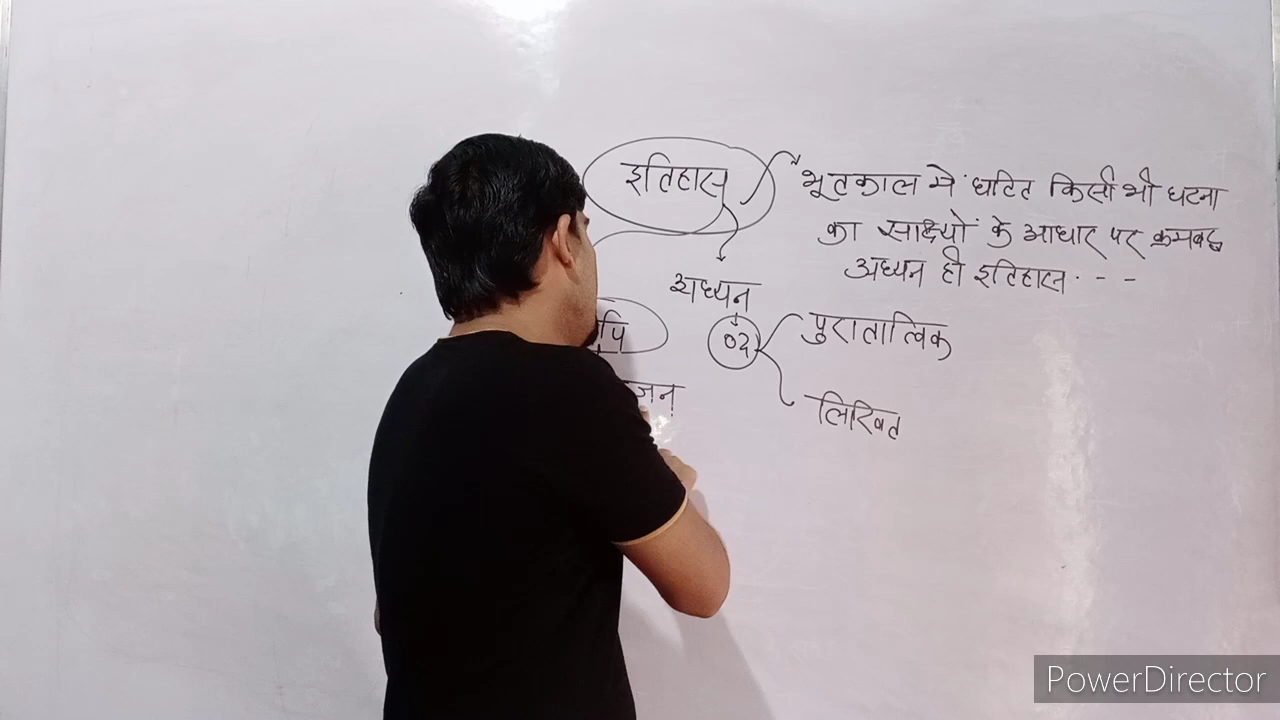 इतिहास
भूतकाल में घटित किसी भी घटना
का साक्ष्यों के आधार पर क्रमबद्ध
अध्यन ही इतिहास - - -
अध्यन
02
पुरातात्विक
लिखित
PowerDirector